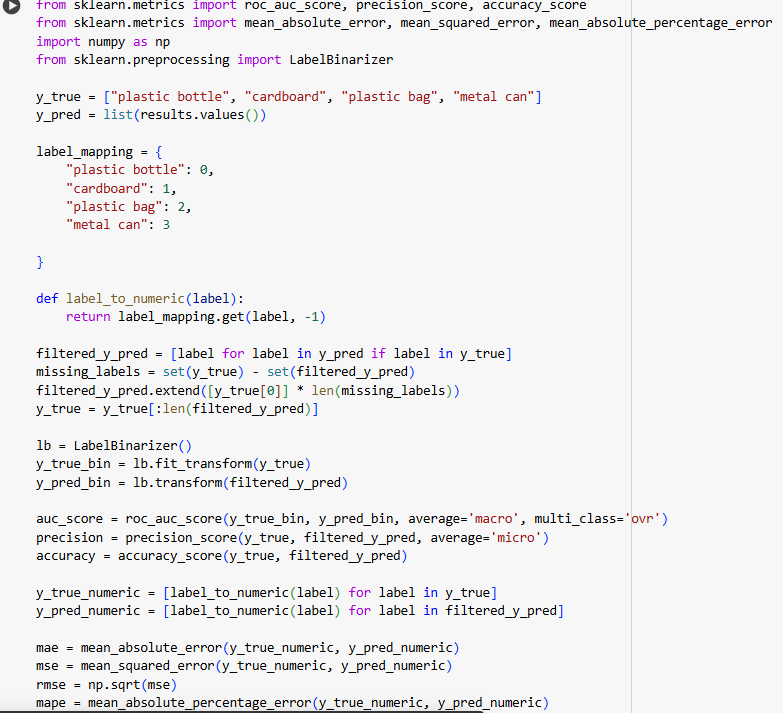 from sklearn.metrics import roc_auc_score, precision_score, accuracy_score
from sklearn.metrics import mean_absolute_error, mean_squared_error, mean_absolute_percentage_error
import numpy as np
from sklearn.preprocessing import LabelBinarizer

y_true = ["plastic bottle", "cardboard", "plastic bag", "metal can"]
y_pred = list(results.values())

label_mapping = {
    "plastic bottle": 0,
    "cardboard": 1,
    "plastic bag": 2,
    "metal can": 3

}

def label_to_numeric(label):
    return label_mapping.get(label, -1)

filtered_y_pred = [label for label in y_pred if label in y_true]
missing_labels = set(y_true) - set(filtered_y_pred)
filtered_y_pred.extend([y_true[0]] * len(missing_labels))
y_true = y_true[:len(filtered_y_pred)]

lb = LabelBinarizer()
y_true_bin = lb.fit_transform(y_true)
y_pred_bin = lb.transform(filtered_y_pred)

auc_score = roc_auc_score(y_true_bin, y_pred_bin, average='macro', multi_class='ovr')
precision = precision_score(y_true, filtered_y_pred, average='micro')
accuracy = accuracy_score(y_true, filtered_y_pred)

y_true_numeric = [label_to_numeric(label) for label in y_true]
y_pred_numeric = [label_to_numeric(label) for label in filtered_y_pred]

mae = mean_absolute_error(y_true_numeric, y_pred_numeric)
mse = mean_squared_error(y_true_numeric, y_pred_numeric)
rmse = np.sqrt(mse)
mape = mean_absolute_percentage_error(y_true_numeric, y_pred_numeric)